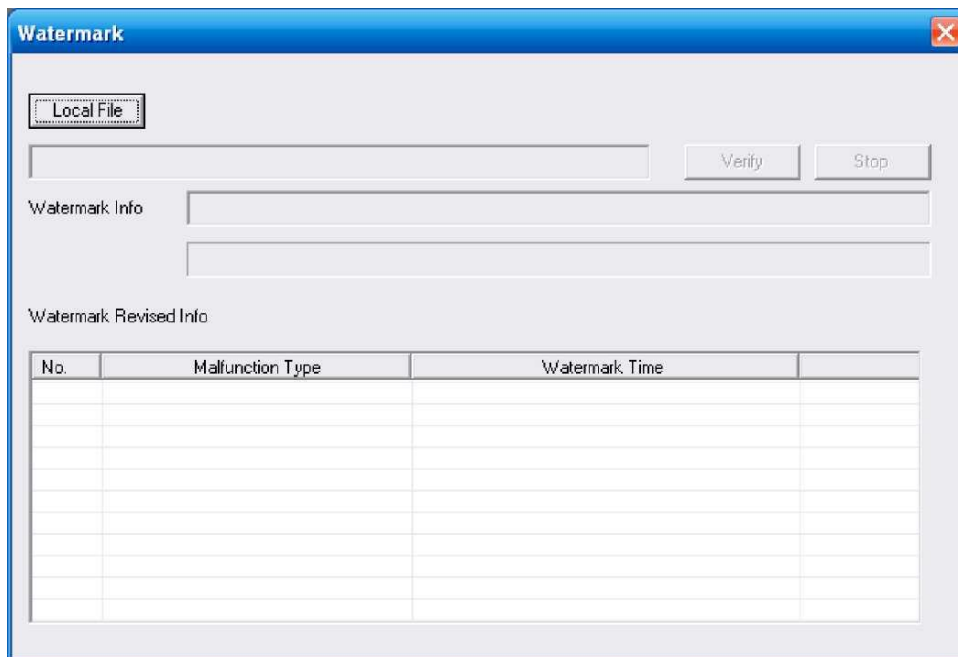 Watermark
Local File
Verify Stop
Watermark Info
Watermark Revised Info
No. Malfunction Type Watermark Time